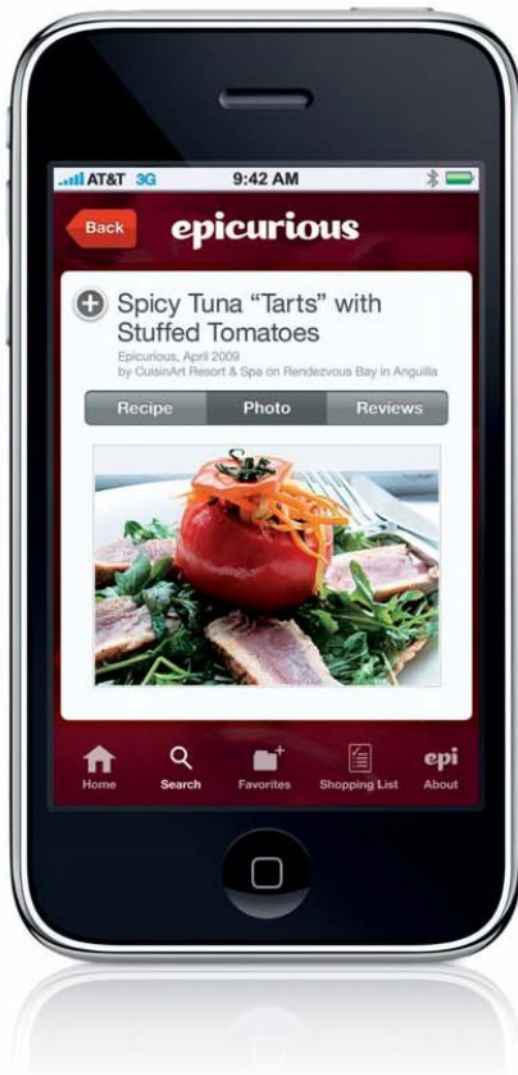 AT&T 3G 9:42 AM
Back epicurious
Spicy Tuna “Tarts” with
Stuffed Tomatoes
Epicurious, April 2009
by CuisinArt Resort & Spa on Rendezvous Bay in Anguilla
Recipe Photo Reviews
epi
Home Search Favorites Shopping List About